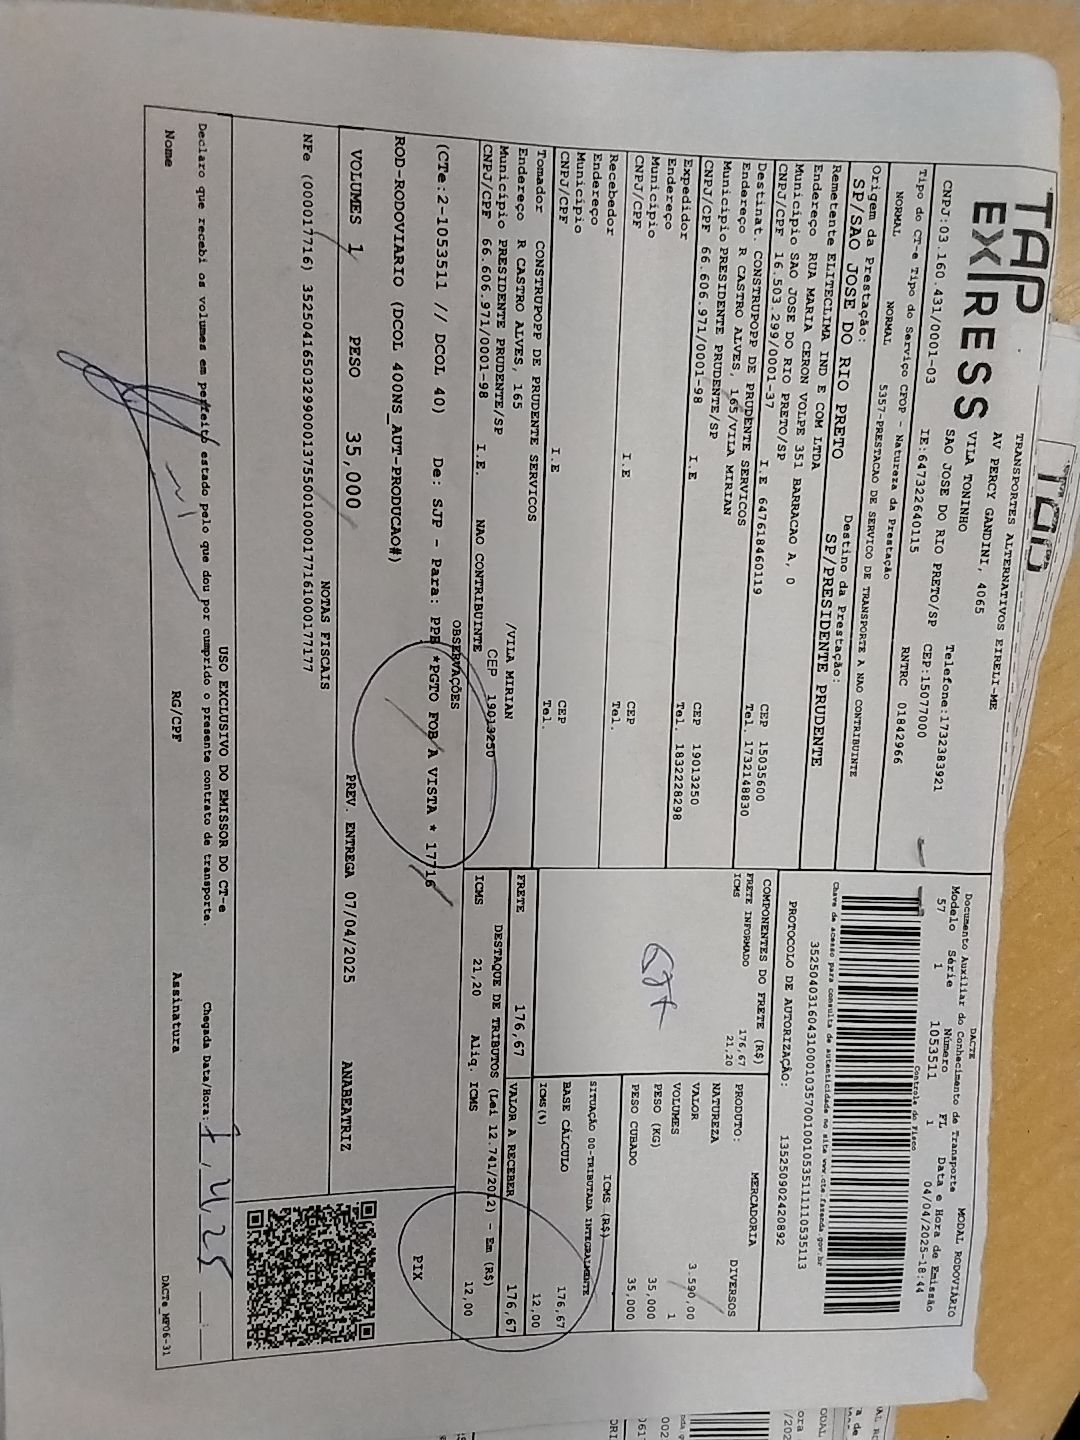 TAP
EXPRESS
TRANSPORTES ALTERNATIVOS EIRELI-ME
AV PERCY GANDINI, 4065
VILA TONINHO
SAO JOSE DO RIO PRETO/SP CEP:15077000
Telefone:1732383921
CNPJ:03.160.431/0001-03 IE:647322640115 RNTRC 01842966
Tipo do CT-e Tipo do Serviço CFOP - Natureza da Prestação
NORMAL NORMAL 5357-PRESTACAO DE SERVICO DE TRANSPORTE A NAO CONTRIBUINTE
Origem da Prestação: Destino da Prestação:
SP/SAO JOSE DO RIO PRETO SP/PRESIDENTE PRUDENTE
Remetente ELITECLIMA IND E COM LTDA
Endereço RUA MARIA CERON VOLPE 351 BARRACAO A, 0
Município SAO JOSE DO RIO PRETO/SP CEP 15035600
CNPJ/CPF 16.503.299/0001-37 I.E 647618460119 Tel. 1732148830
Destinat. CONSTRUPOPP DE PRUDENTE SERVICOS
Endereço R CASTRO ALVES, 165/VILA MIRIAN
Município PRESIDENTE PRUDENTE/SP CEP 19013250
CNPJ/CPF 66.606.971/0001-98 I.E Tel. 1832228298
Expedidor
Endereço
Município CEP
CNPJ/CPF I.E Tel.
Recebedor
Endereço
Município CEP
CNPJ/CPF I.E Tel.
Tomador CONSTRUPOPP DE PRUDENTE SERVICOS
Endereço R CASTRO ALVES, 165 /VILA MIRIAN
Município PRESIDENTE PRUDENTE/SP CEP 19013250
CNPJ/CPF 66.606.971/0001-98 I.E. NAO CONTRIBUINTE
DACTE MODAL RODOVIARIO
Documento Auxiliar do Conhecimento de Transporte
Modelo Série Número FL Data e Hora de Emissão
57 1 1053511 1 04/04/2025-18:44
Controle do Fisco
Chave de acesso para consulta de autenticidade no site www.cte.fazenda.gov.br
35250403160431000103570010010535111110535113
PROTOCOLO DE AUTORIZAÇÃO: 135250902420892
COMPONENTES DO FRETE (R$)
FRETE INFORMADO 176,67
ICMS 21,20
MERCADORIA
PRODUTO: DIVERSOS
NATUREZA
VALOR 3.590,00
VOLUMES 1
PESO (KG) 35,000
PESO CUBADO 35,000
ICMS (R$)
SITUAÇÃO 00-TRIBUTADA INTEGRALMENTE
BASE CÁLCULO 176,67
ICMS(%) 12,00
FRETE 176,67 VALOR A RECEBER 176,67
DESTAQUE DE TRIBUTOS (Lei 12.741/2012) - Em (R$)
ICMS 21,20 Alíq. ICMS 12,00
OBSERVAÇÕES
(CTe:2-1053511 // DCOL 40) De: SJP - Para: PPB *PGTO FOB A VISTA * 17716
ROD-RODOVIARIO (DCOL 400NS_AUT-PRODUCAO#)
PIX
VOLUMES 1 PESO 35,000 PREV. ENTREGA 07/04/2025 ANABEATRIZ
NOTAS FISCAIS
NFe (000017716) 35250416503299000137550010000177161000177177
USO EXCLUSIVO DO EMISSOR DO CT-e
Declaro que recebi os volumes em perfeito estado pelo que dou por cumprido o presente contrato de transporte. Chegada Data/Hora: 7, 4, 25 __:__
Nome RG/CPF Assinatura
DACTe_MP06-31